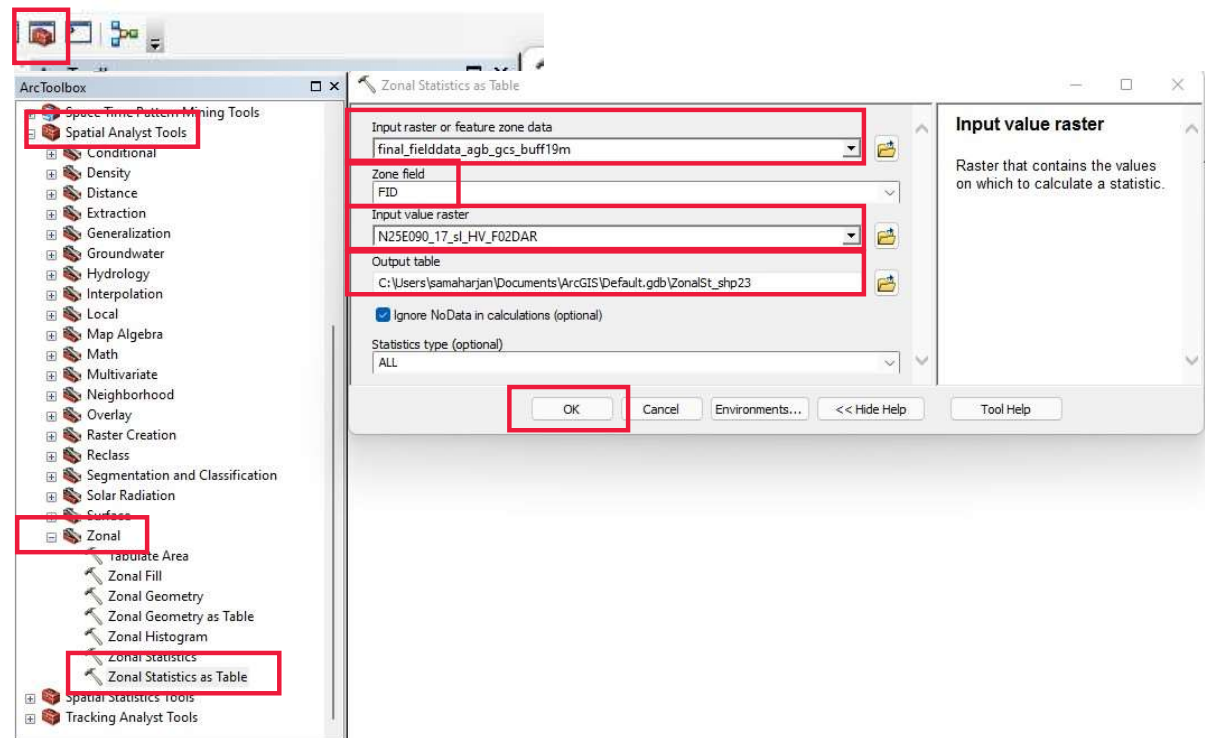 ArcToolbox
Space Time Pattern Mining Tools
Spatial Analyst Tools
Conditional
Density
Distance
Extraction
Generalization
Groundwater
Hydrology
Interpolation
Local
Map Algebra
Math
Multivariate
Neighborhood
Overlay
Raster Creation
Reclass
Segmentation and Classification
Solar Radiation
Surface
Zonal
Tabulate Area
Zonal Fill
Zonal Geometry
Zonal Geometry as Table
Zonal Histogram
Zonal Statistics
Zonal Statistics as Table
Spatial Statistics Tools
Tracking Analyst Tools
Zonal Statistics as Table
Input raster or feature zone data
final_fielddata_agb_gcs_buff19m
Zone field
FID
Input value raster
N25E090_17_sl_HV_F02DAR
Output table
C:\Users\samaharjan\Documents\ArcGIS\Default.gdb\ZonalSt_shp23
Ignore NoData in calculations (optional)
Statistics type (optional)
ALL
OK
Cancel
Environments...
<< Hide Help
Tool Help
Input value raster
Raster that contains the values
on which to calculate a statistic.